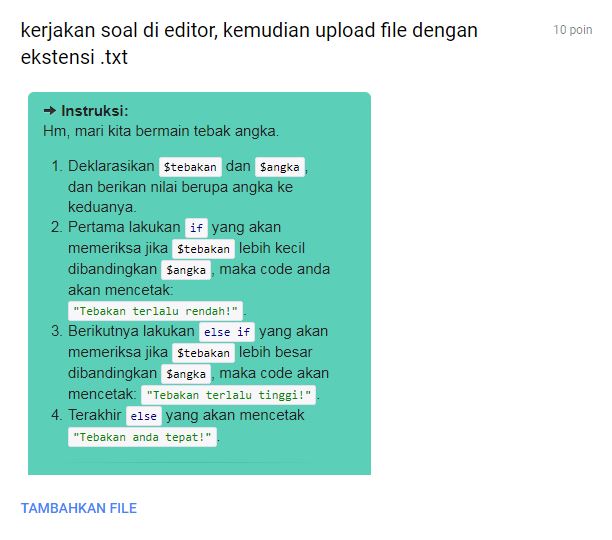 kerjakan soal di editor, kemudian upload file dengan
ekstensi .txt
10 poin
➔ Instruksi:
Hm, mari kita bermain tebak angka.
1. Deklarasikan $tebakan dan $angka,
dan berikan nilai berupa angka ke
keduanya.
2. Pertama lakukan if yang akan
memeriksa jika $tebakan lebih kecil
dibandingkan $angka, maka code anda
akan mencetak:
"Tebakan terlalu rendah!".
3. Berikutnya lakukan else if yang akan
memeriksa jika $tebakan lebih besar
dibandingkan $angka, maka code akan
mencetak: "Tebakan terlalu tinggi!".
4. Terakhir else yang akan mencetak
"Tebakan anda tepat!".
TAMBAHKAN FILE